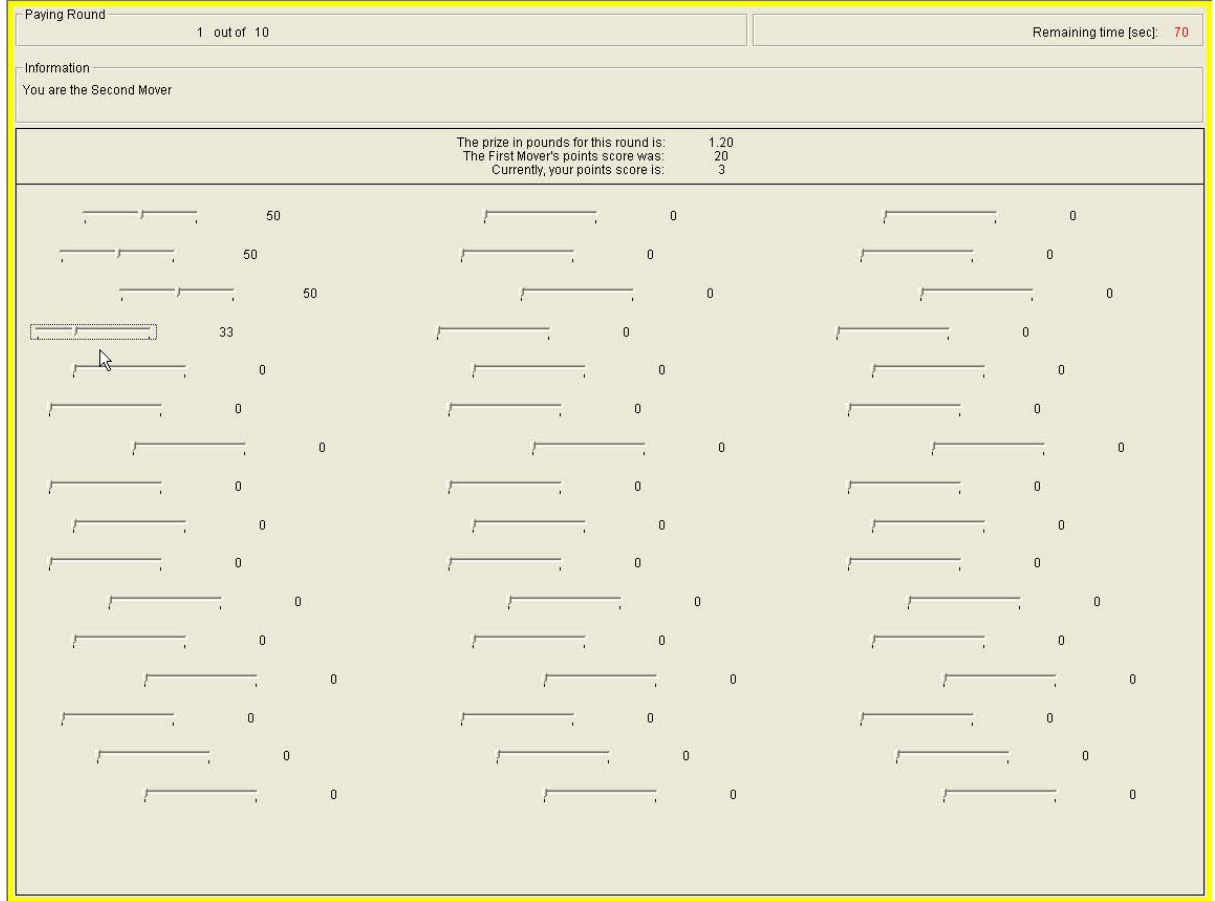 Paying Round
1 out of 10
Remaining time [sec]: 70
Information
You are the Second Mover
The prize in pounds for this round is: 1.20
The First Mover's points score was: 20
Currently, your points score is: 3
50 0 0
50 0 0
50 0 0
33 0 0
0 0 0
0 0 0
0 0 0
0 0 0
0 0 0
0 0 0
0 0 0
0 0 0
0 0 0
0 0 0
0 0 0
0 0 0